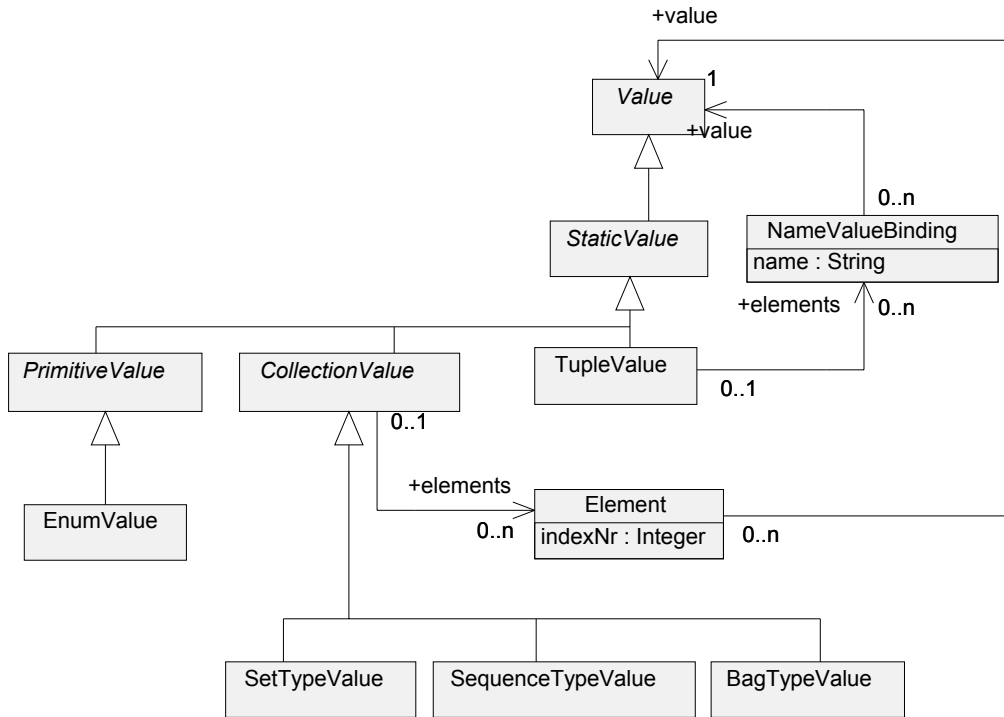 +value
1
Value
+value
0..n
NameValueBinding
name : String
StaticValue
+elements
0..n
PrimitiveValue
CollectionValue
TupleValue
0..1
0..1
+elements
Element
EnumValue
0..n
indexNr : Integer
0..n
SetTypeValue
SequenceTypeValue
BagTypeValue